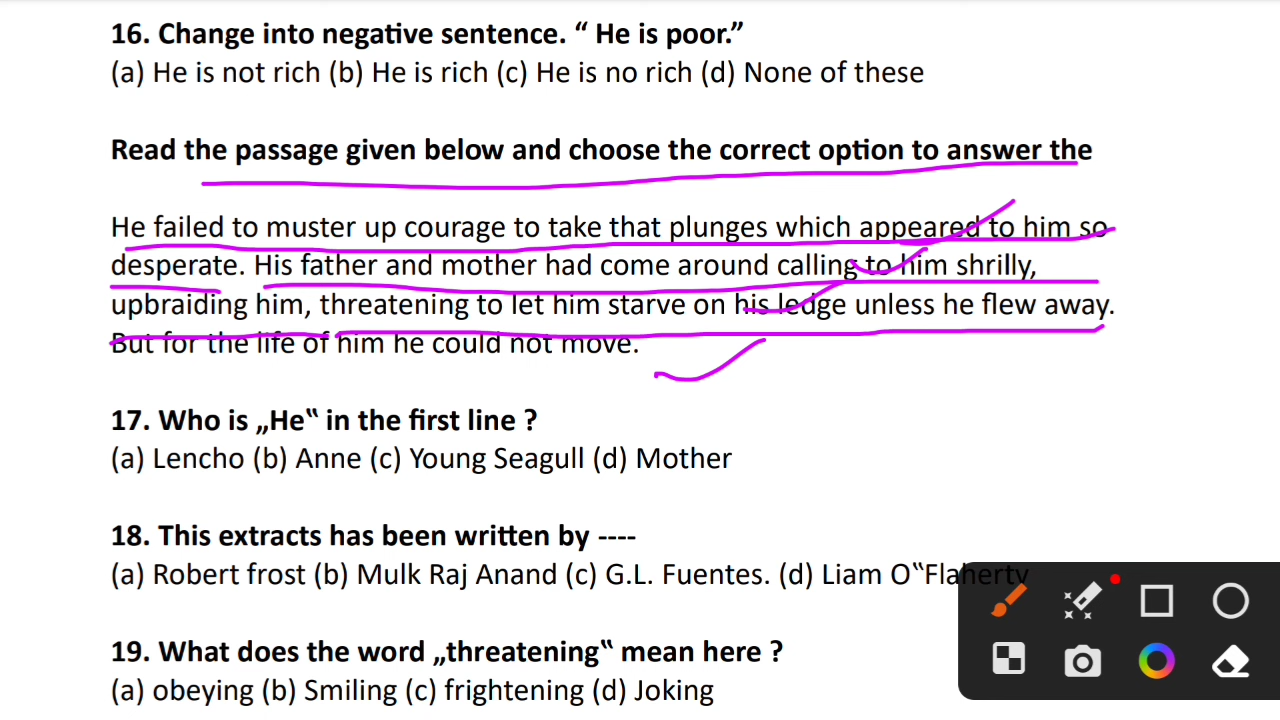 16. Change into negative sentence. “ He is poor.”
(a) He is not rich (b) He is rich (c) He is no rich (d) None of these
Read the passage given below and choose the correct option to answer the
He failed to muster up courage to take that plunges which appeared to him so
desperate. His father and mother had come around calling to him shrilly,
upbraiding him, threatening to let him starve on his ledge unless he flew away.
But for the life of him he could not move.
17. Who is „He‟ in the first line ?
(a) Lencho (b) Anne (c) Young Seagull (d) Mother
18. This extracts has been written by ----
(a) Robert frost (b) Mulk Raj Anand (c) G.L. Fuentes. (d) Liam O‟Flaherty
19. What does the word „threatening‟ mean here ?
(a) obeying (b) Smiling (c) frightening (d) Joking